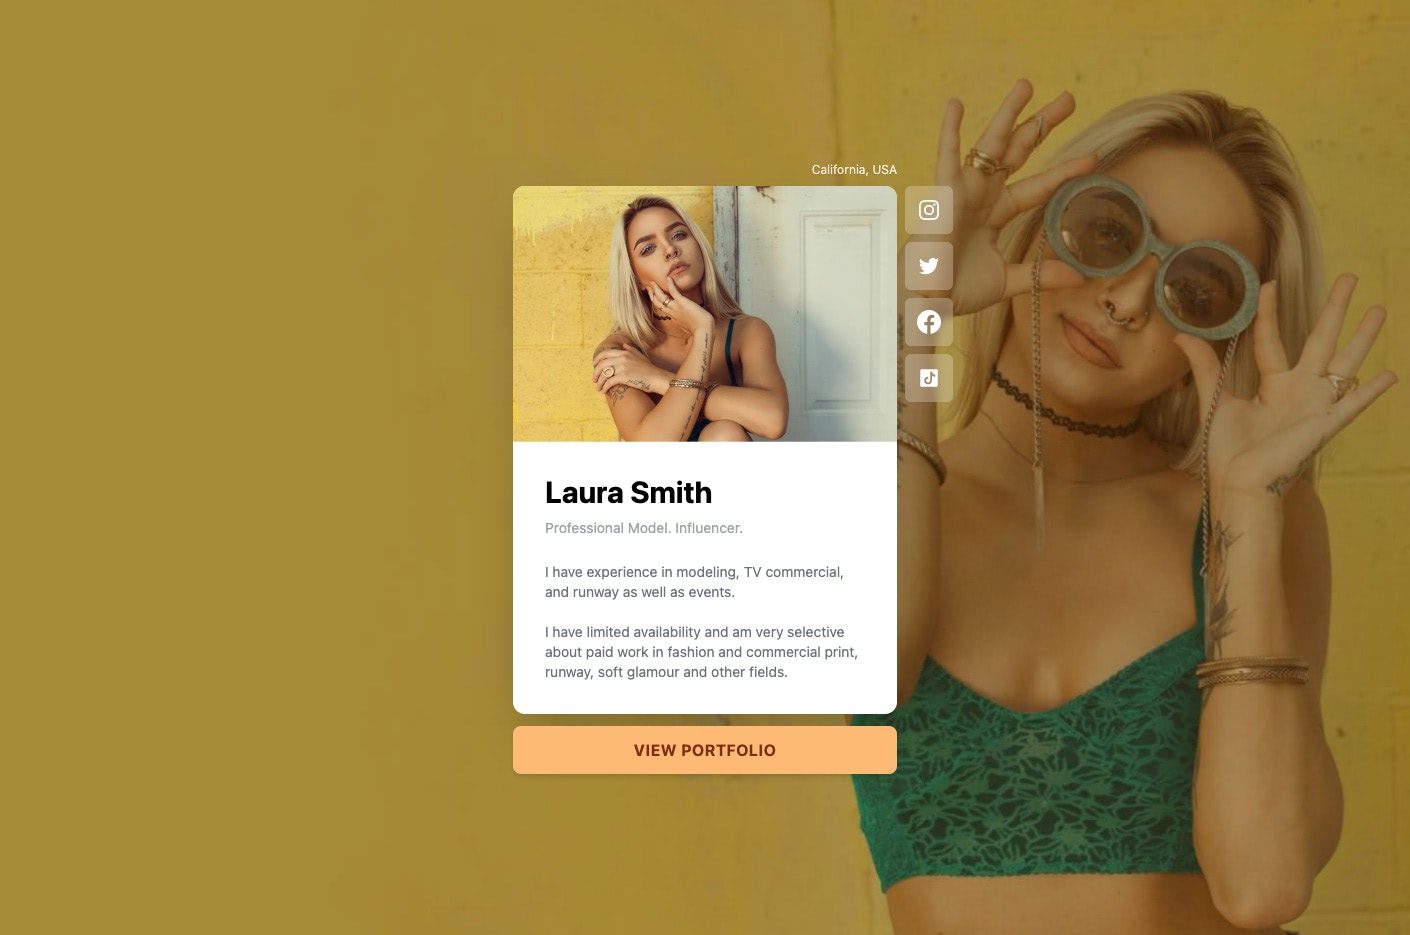 California, USA
Laura Smith
Professional Model. Influencer.
I have experience in modeling, TV commercial,
and runway as well as events.
I have limited availability and am very selective
about paid work in fashion and commercial print,
runway, soft glamour and other fields.
VIEW PORTFOLIO